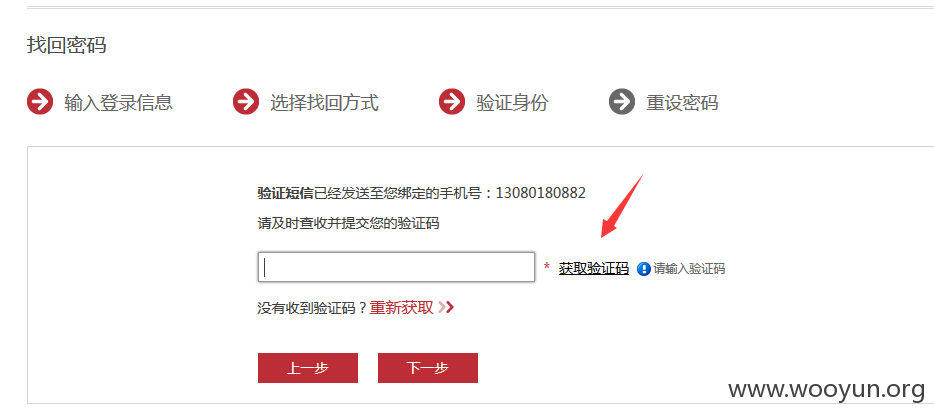 找回密码
输入登录信息 选择找回方式 验证身份 重设密码
验证短信已经发送至您绑定的手机号：13080180882
请及时查收并提交您的验证码
* 获取验证码 请输入验证码
没有收到验证码？重新获取
上一步 下一步
www.wooyun.org